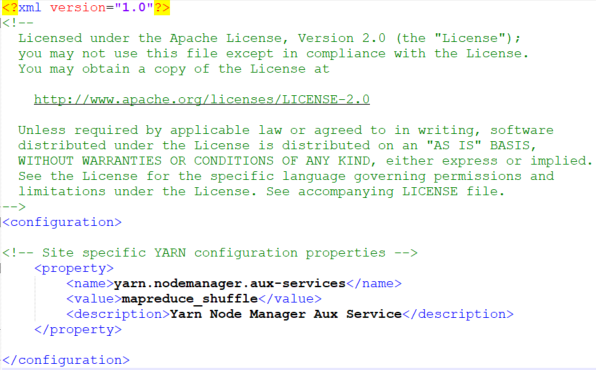 <?xml version="1.0"?>
<!--
Licensed under the Apache License, Version 2.0 (the "License");
you may not use this file except in compliance with the License.
You may obtain a copy of the License at
http://www.apache.org/licenses/LICENSE-2.0
Unless required by applicable law or agreed to in writing, software
distributed under the License is distributed on an "AS IS" BASIS,
WITHOUT WARRANTIES OR CONDITIONS OF ANY KIND, either express or implied.
See the License for the specific language governing permissions and
limitations under the License. See accompanying LICENSE file.
-->
<configuration>
<!-- Site specific YARN configuration properties -->
<property>
<name>yarn.nodemanager.aux-services</name>
<value>mapreduce_shuffle</value>
<description>Yarn Node Manager Aux Service</description>
</property>
</configuration>